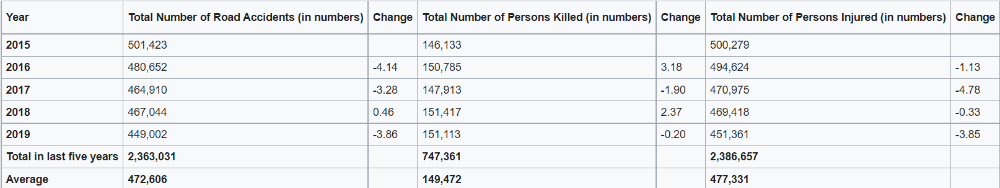 Year Total Number of Road Accidents (in numbers) Change Total Number of Persons Killed (in numbers) Change Total Number of Persons Injured (in numbers) Change
2015 501,423 146,133 500,279
2016 480,652 -4.14 150,785 3.18 494,624 -1.13
2017 464,910 -3.28 147,913 -1.90 470,975 -4.78
2018 467,044 0.46 151,417 2.37 469,418 -0.33
2019 449,002 -3.86 151,113 -0.20 451,361 -3.85
Total in last five years 2,363,031 747,361 2,386,657
Average 472,606 149,472 477,331